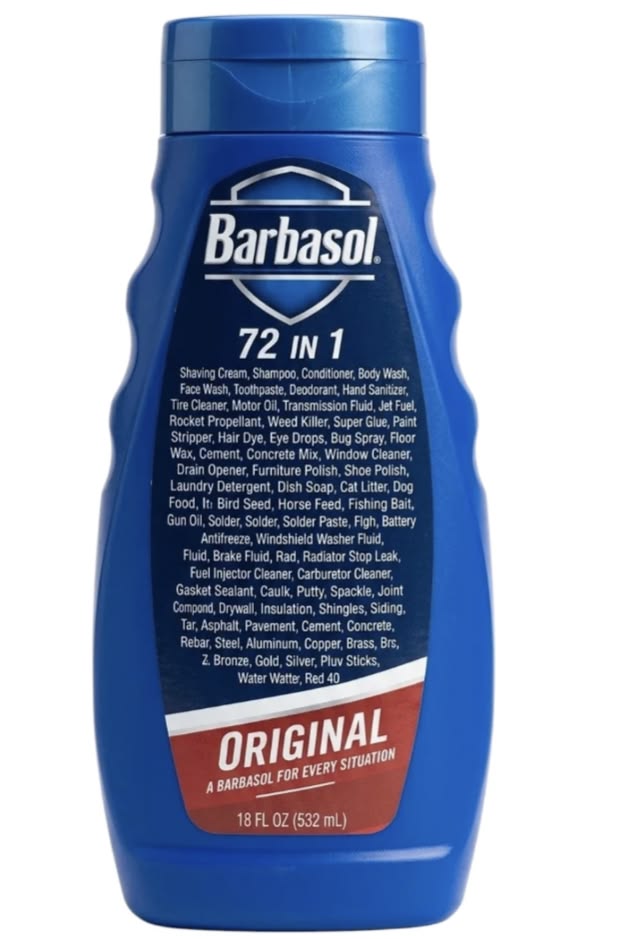 Barbasol®
72 IN 1
Shaving Cream, Shampoo, Conditioner, Body Wash,
Face Wash, Toothpaste, Deodorant, Hand Sanitizer,
Tire Cleaner, Motor Oil, Transmission Fluid, Jet Fuel,
Rocket Propellant, Weed Killer, Super Glue, Paint
Stripper, Hair Dye, Eye Drops, Bug Spray, Floor
Wax, Cement, Concrete Mix, Window Cleaner,
Drain Opener, Furniture Polish, Shoe Polish,
Laundry Detergent, Dish Soap, Cat Litter, Dog
Food, It Bird Seed, Horse Feed, Fishing Bait,
Gun Oil, Solder, Solder, Solder Paste, Flgh, Battery
Antifreeze, Windshield Washer Fluid,
Fluid, Brake Fluid, Rad, Radiator Stop Leak,
Fuel Injector Cleaner, Carburetor Cleaner,
Gasket Sealant, Caulk, Putty, Spackle, Joint
Compond, Drywall, Insulation, Shingles, Siding,
Tar, Asphalt, Pavement, Cement, Concrete,
Rebar, Steel, Aluminum, Copper, Brass, Brs,
Z. Bronze, Gold, Silver, Pluv Sticks,
Water Watter, Red 40
ORIGINAL
A BARBASOL FOR EVERY SITUATION
18 FL OZ (532 mL)